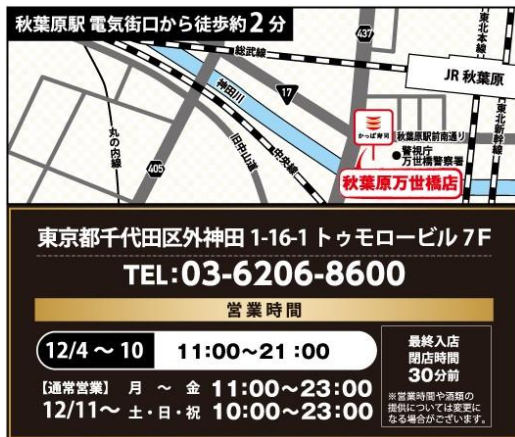 秋葉原駅 電気街口から徒歩約2分
437
東北本線
総武線
JR 秋葉原
17
神田川
かっぱ寿司
秋葉原駅前南通り
東北新幹線
丸の内線
旧中山道
中央線
警視庁
万世橋警察署
405
秋葉原万世橋店
東京都千代田区外神田 1-16-1 トゥモロービル 7F
TEL:03-6206-8600
営業時間
12/4 ～ 10 11:00～21:00
最終入店
閉店時間
30分前
【通常営業】 月 ～ 金 11:00～23:00
12/11～ 土・日・祝 10:00～23:00
※営業時間や酒類の
提供については変更に
なる場合がございます。